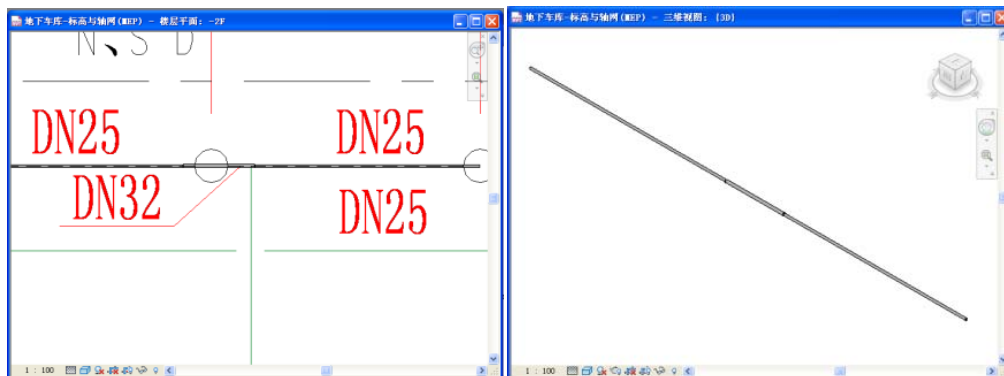 地下车库-标高与轴网(MEP) - 楼层平面: -2F
N、S D
DN25
DN25
DN32
DN25
1 : 100
地下车库-标高与轴网(MEP) - 三维视图: {3D}
1 : 100